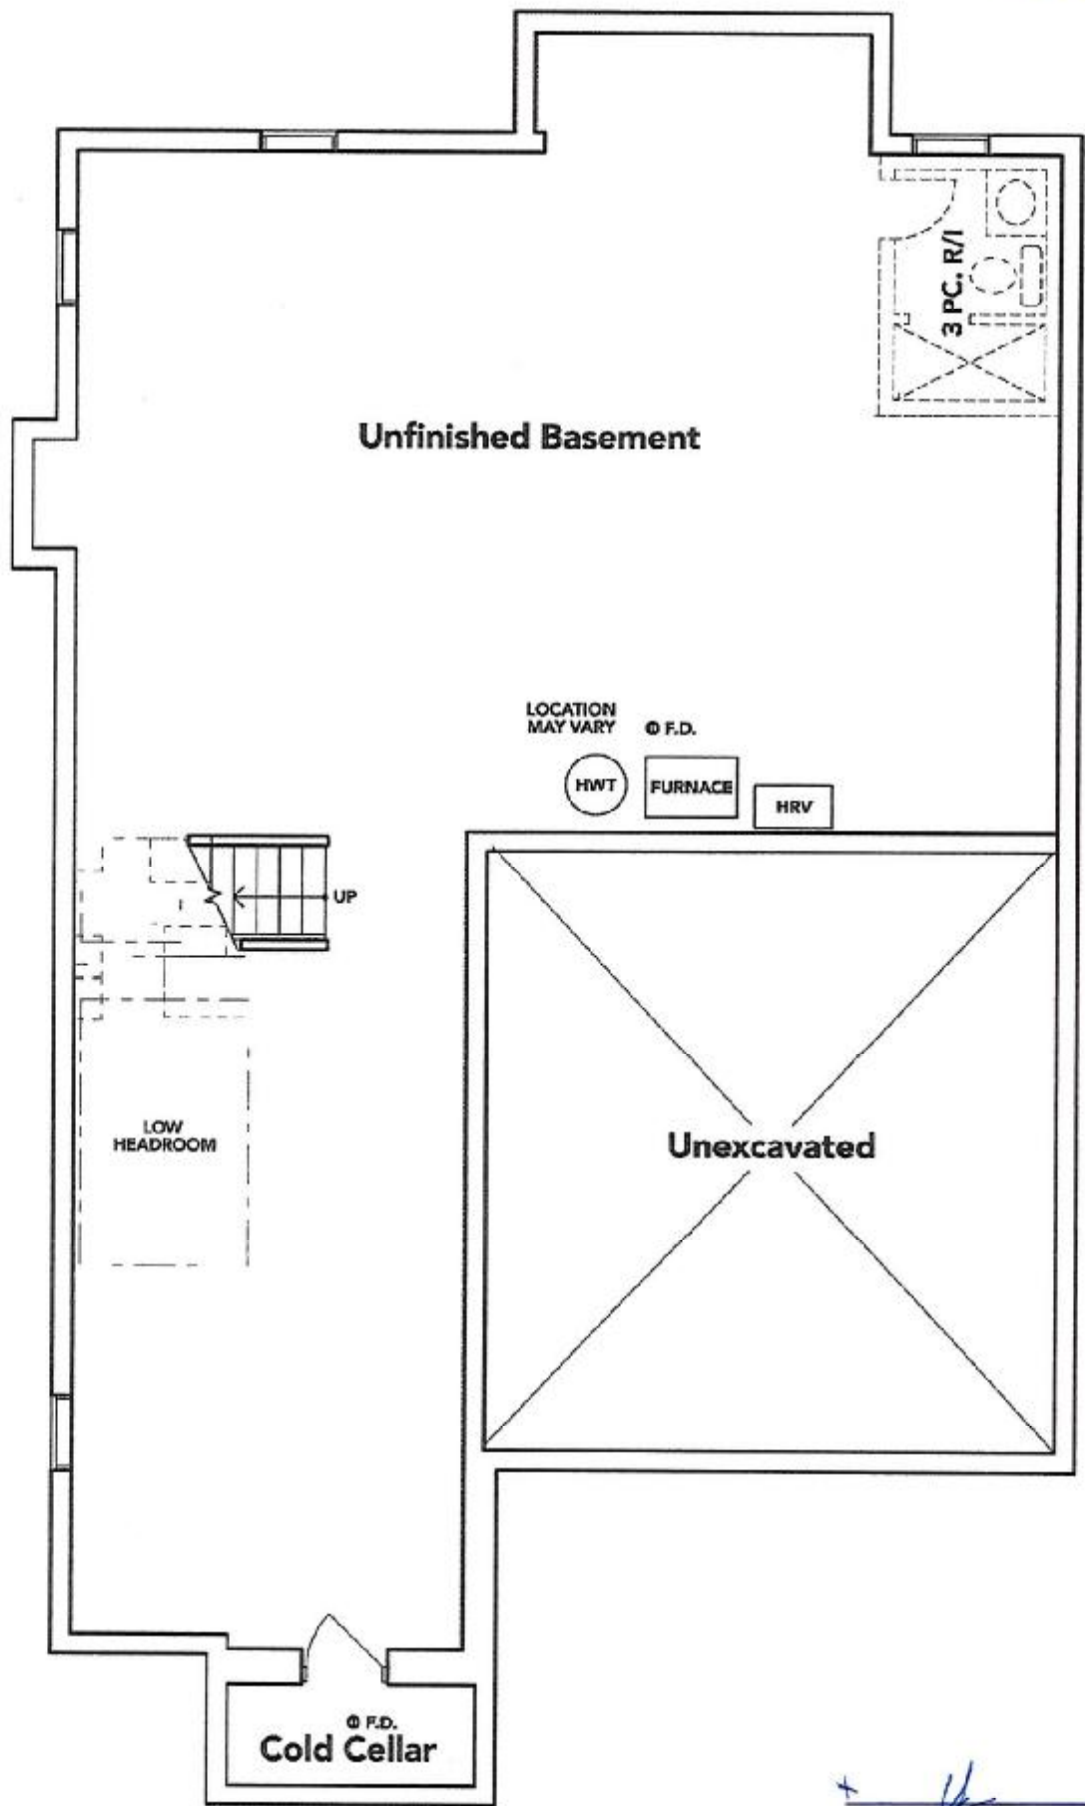 3 PC. R/I
Unfinished Basement
LOCATION
MAY VARY
F.D.
HWT
FURNACE
HRV
UP
LOW
HEADROOM
Unexcavated
F.D.
Cold Cellar